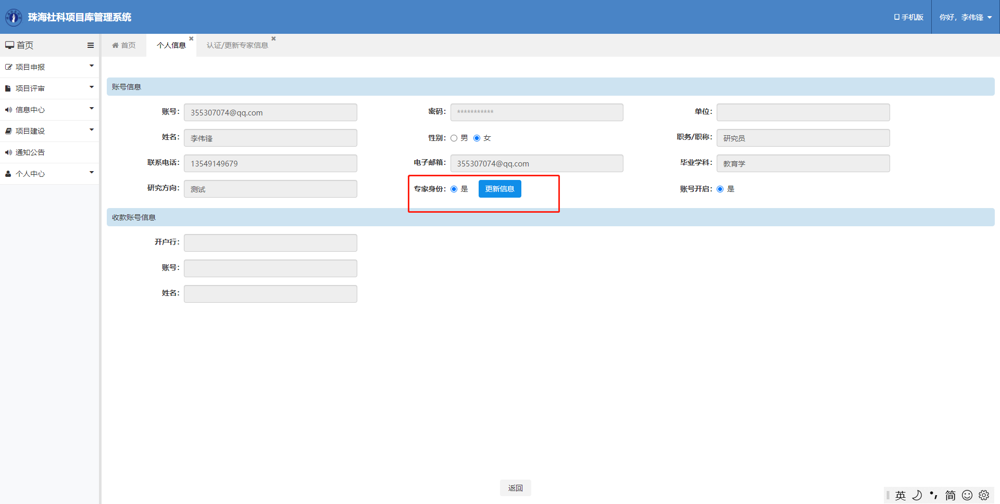 珠海社科项目库管理系统
手机版
你好，李伟锋
首页
首页
个人信息
认证/更新专家信息
项目申报
项目评审
信息中心
项目建设
通知公告
个人中心
账号信息
账号： 355307074@qq.com
密码： ***********
单位：
姓名： 李伟锋
性别： 男 女
职务/职称： 研究员
联系电话： 13549149679
电子邮箱： 355307074@qq.com
毕业学科： 教育学
研究方向： 测试
专家身份： 是 更新信息
账号开启： 是
收款账号信息
开户行：
账号：
姓名：
返回
英 简